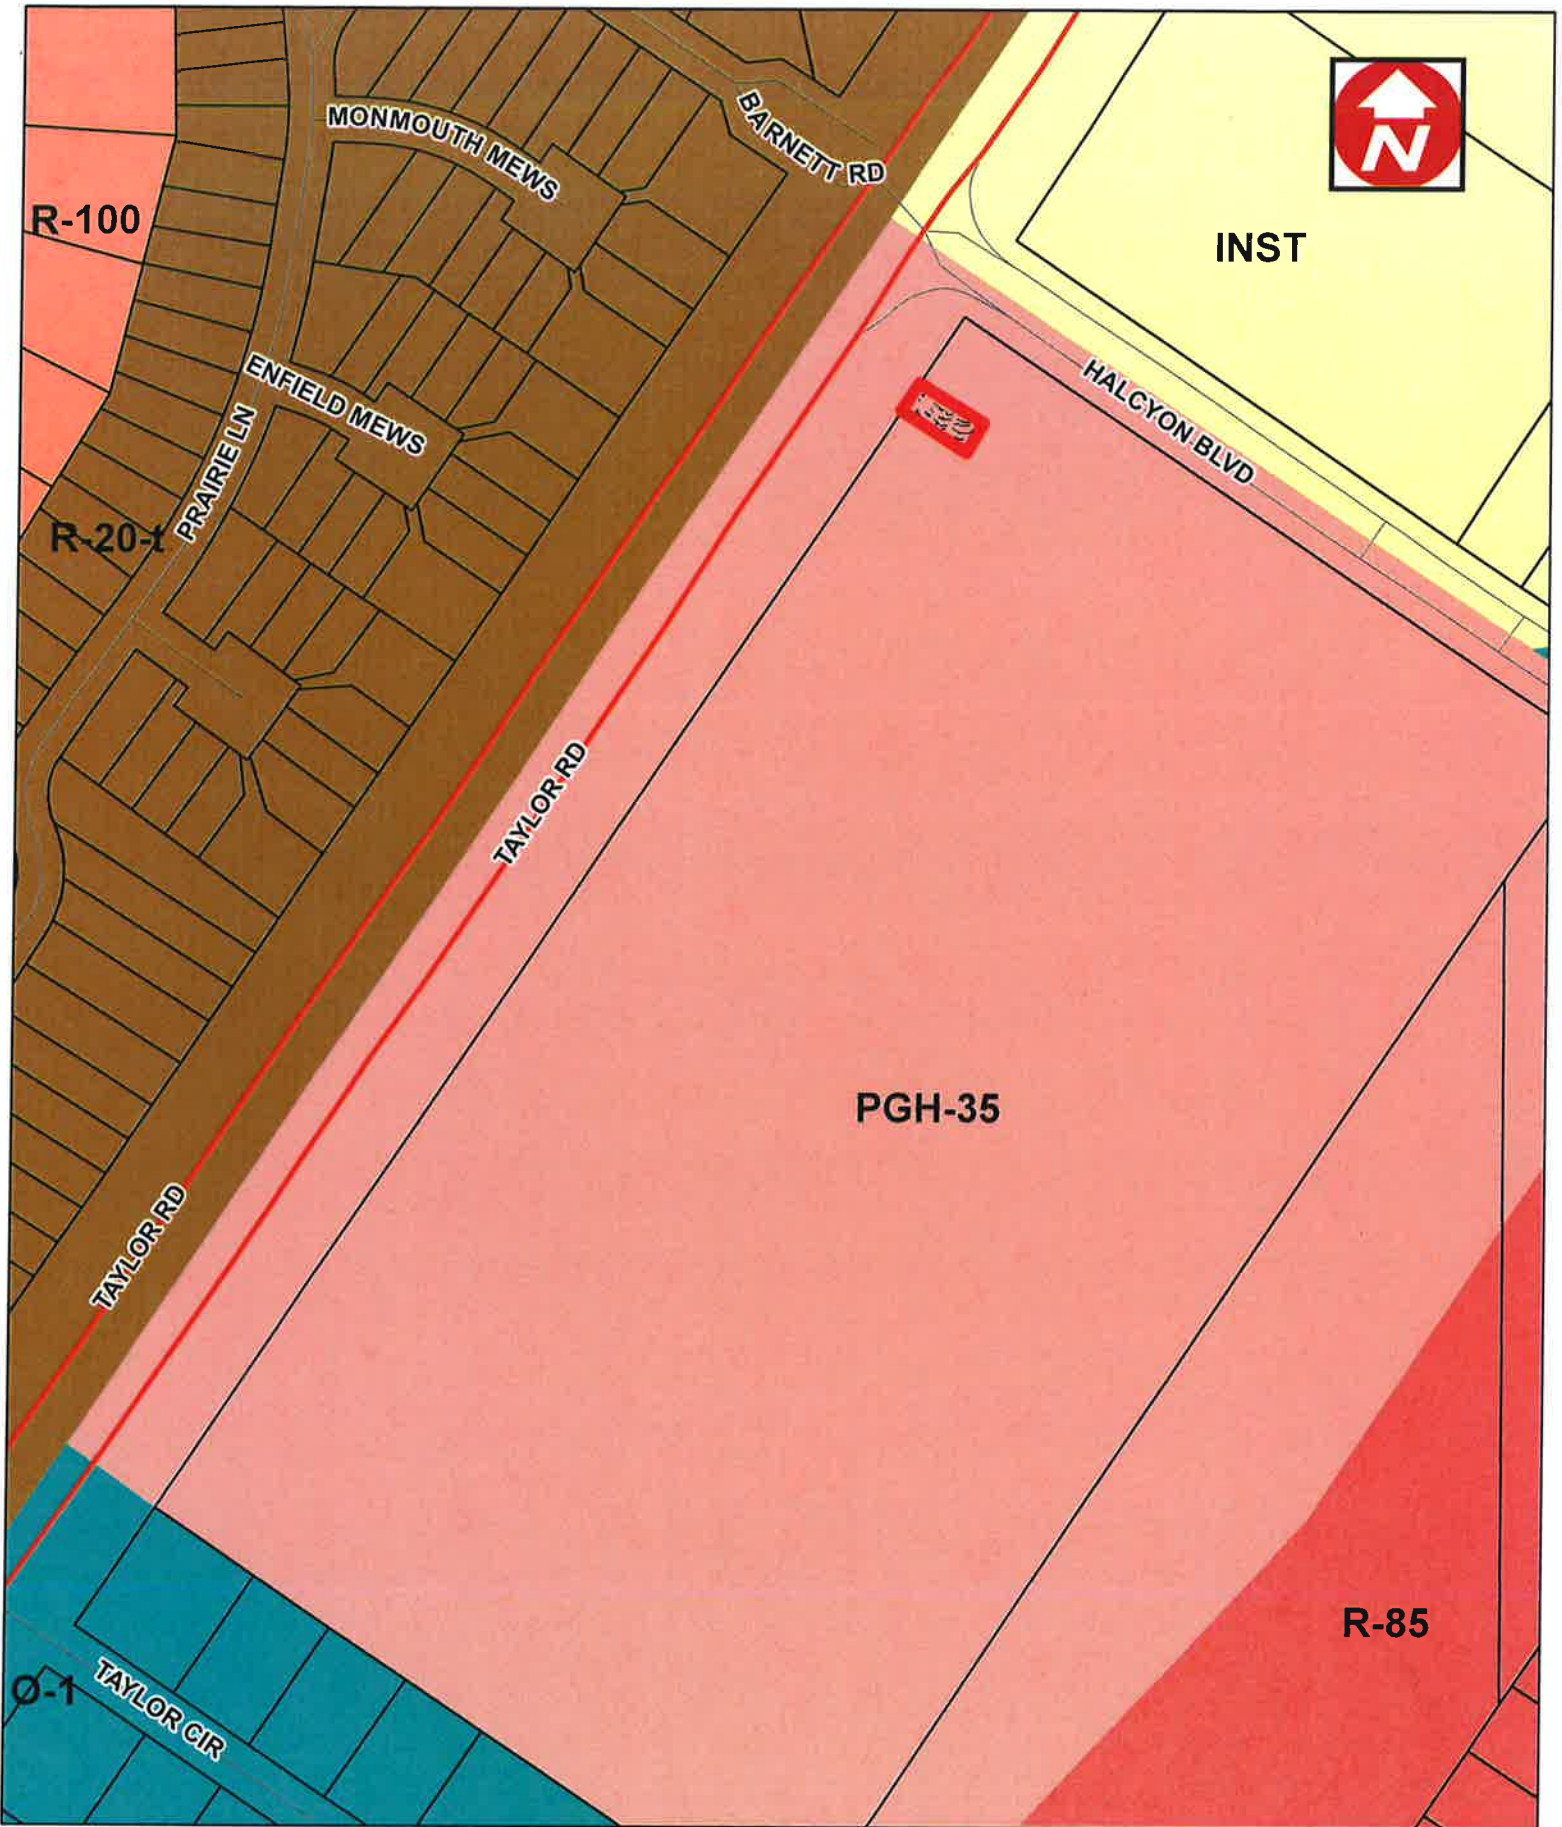 MONMOUTH MEWS
BARNETT RD
N
R-100
INST
ENFIELD MEWS
HALCYON BLVD
PRAIRIE LN
R-20-t
TAYLOR RD
PGH-35
TAYLOR RD
R-85
O-1
TAYLOR CIR